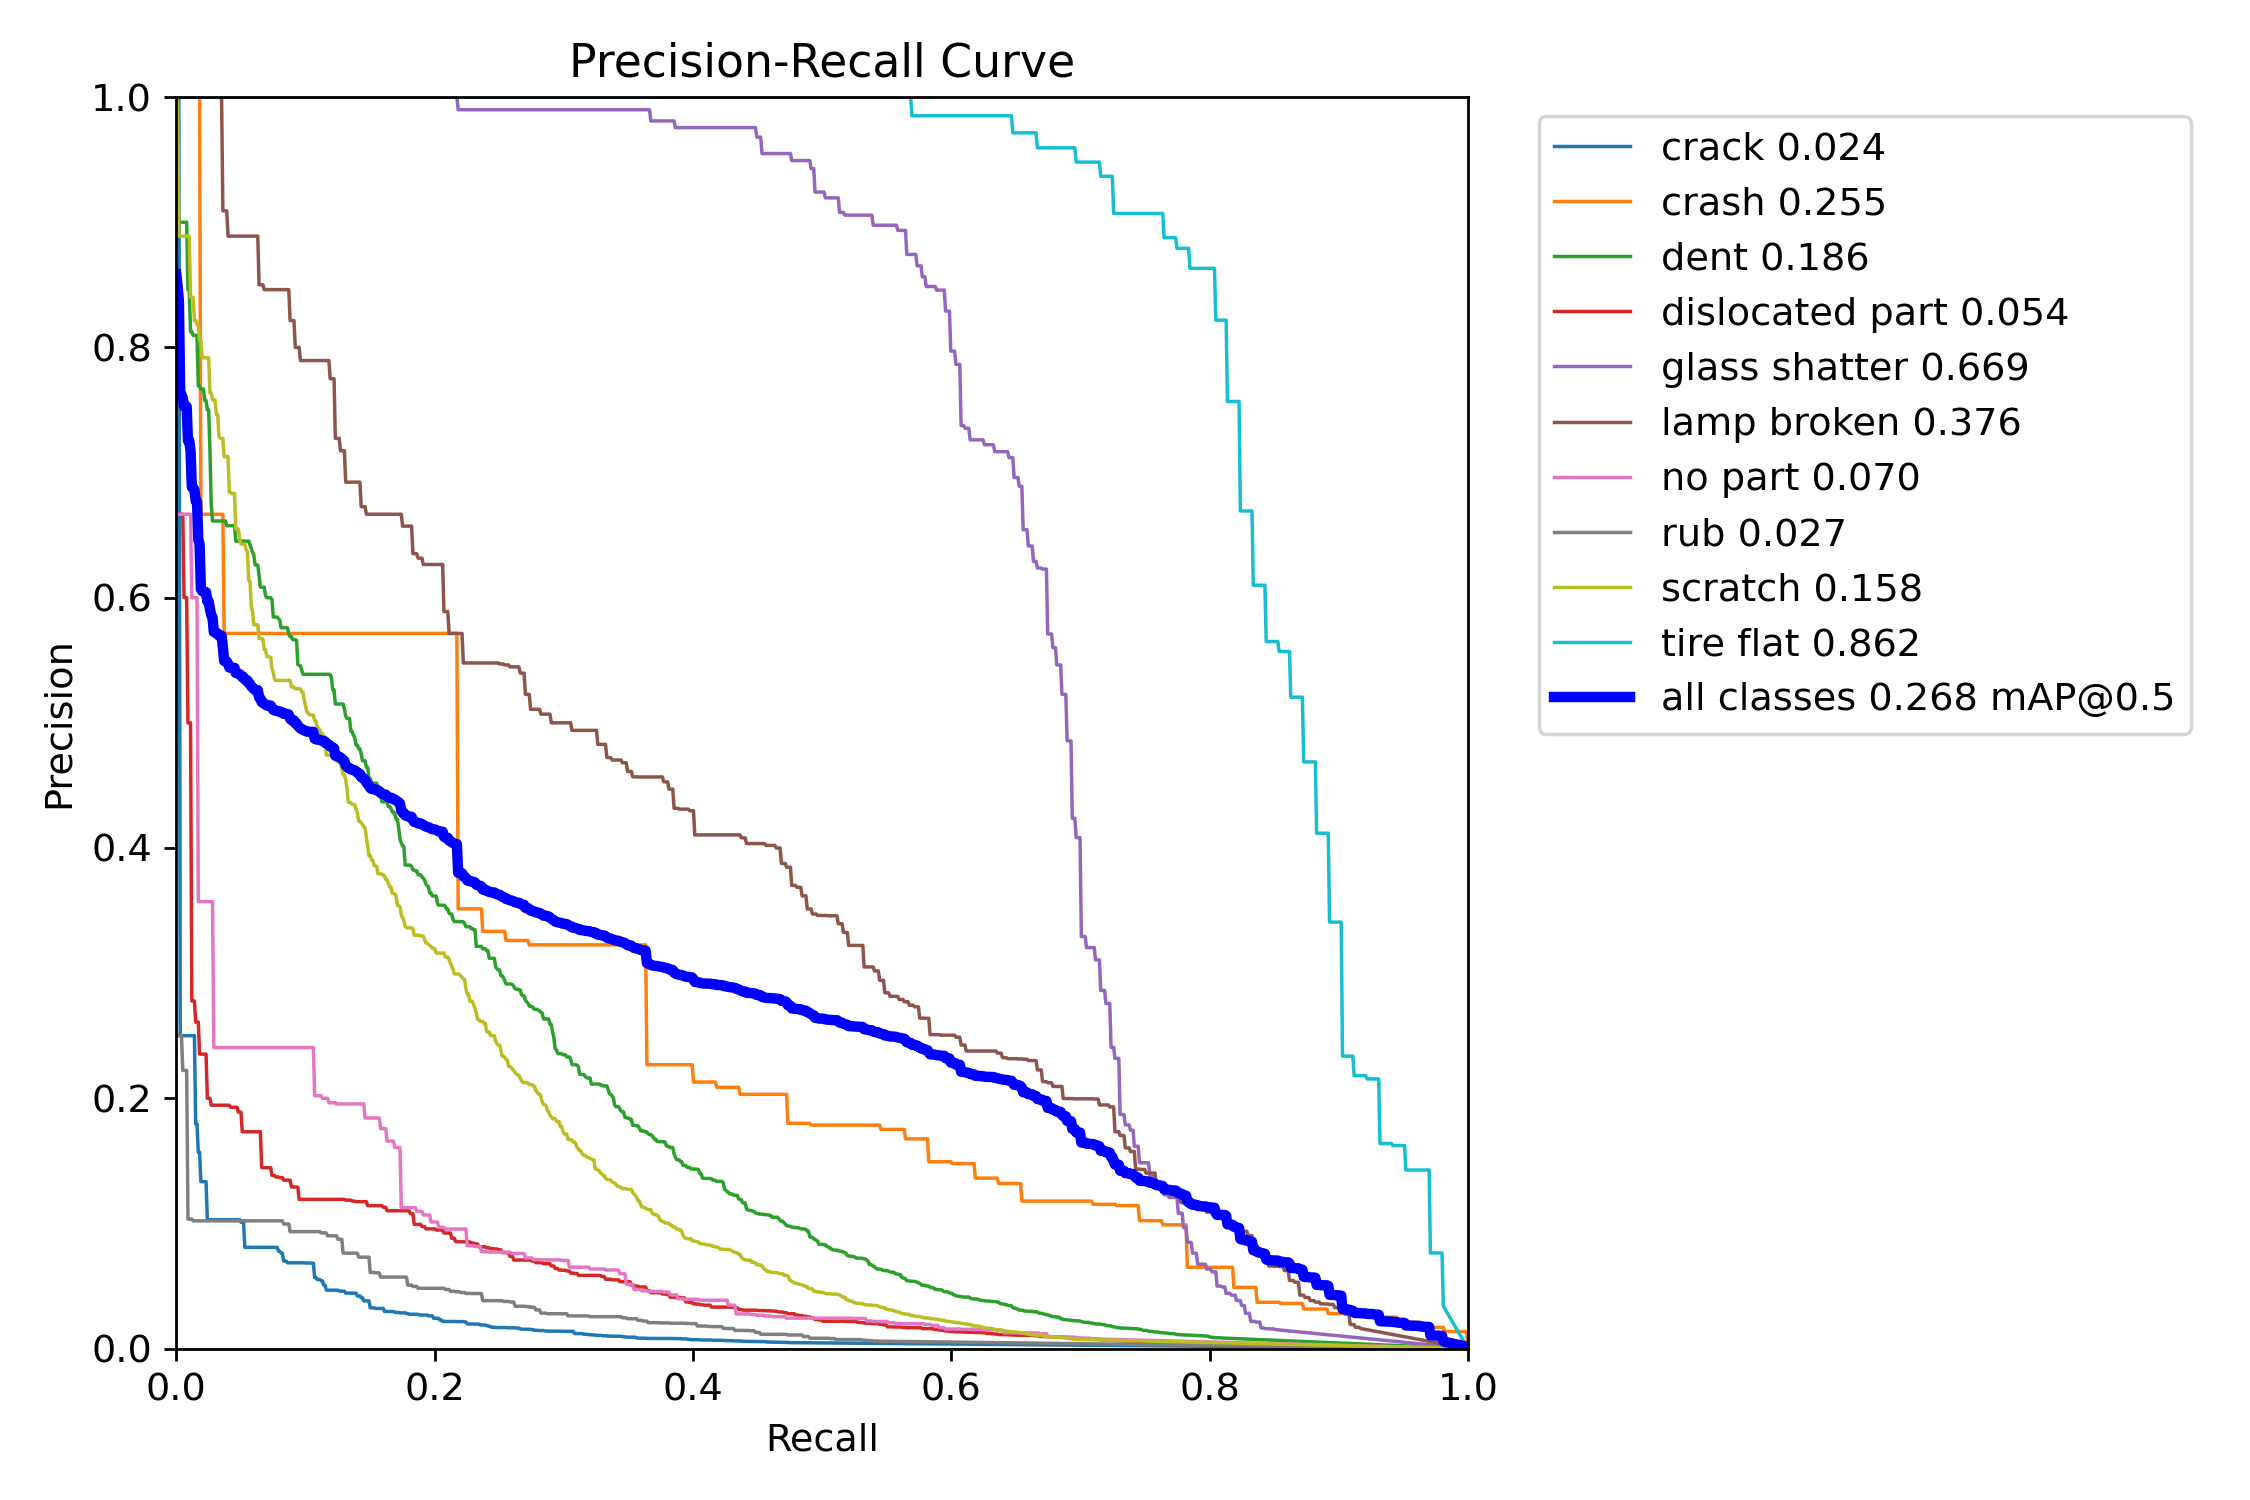 Precision-Recall Curve
1.0
0.8
0.6
0.4
0.2
0.0
Precision
0.0 0.2 0.4 0.6 0.8 1.0
Recall
crack 0.024
crash 0.255
dent 0.186
dislocated part 0.054
glass shatter 0.669
lamp broken 0.376
no part 0.070
rub 0.027
scratch 0.158
tire flat 0.862
all classes 0.268 mAP@0.5